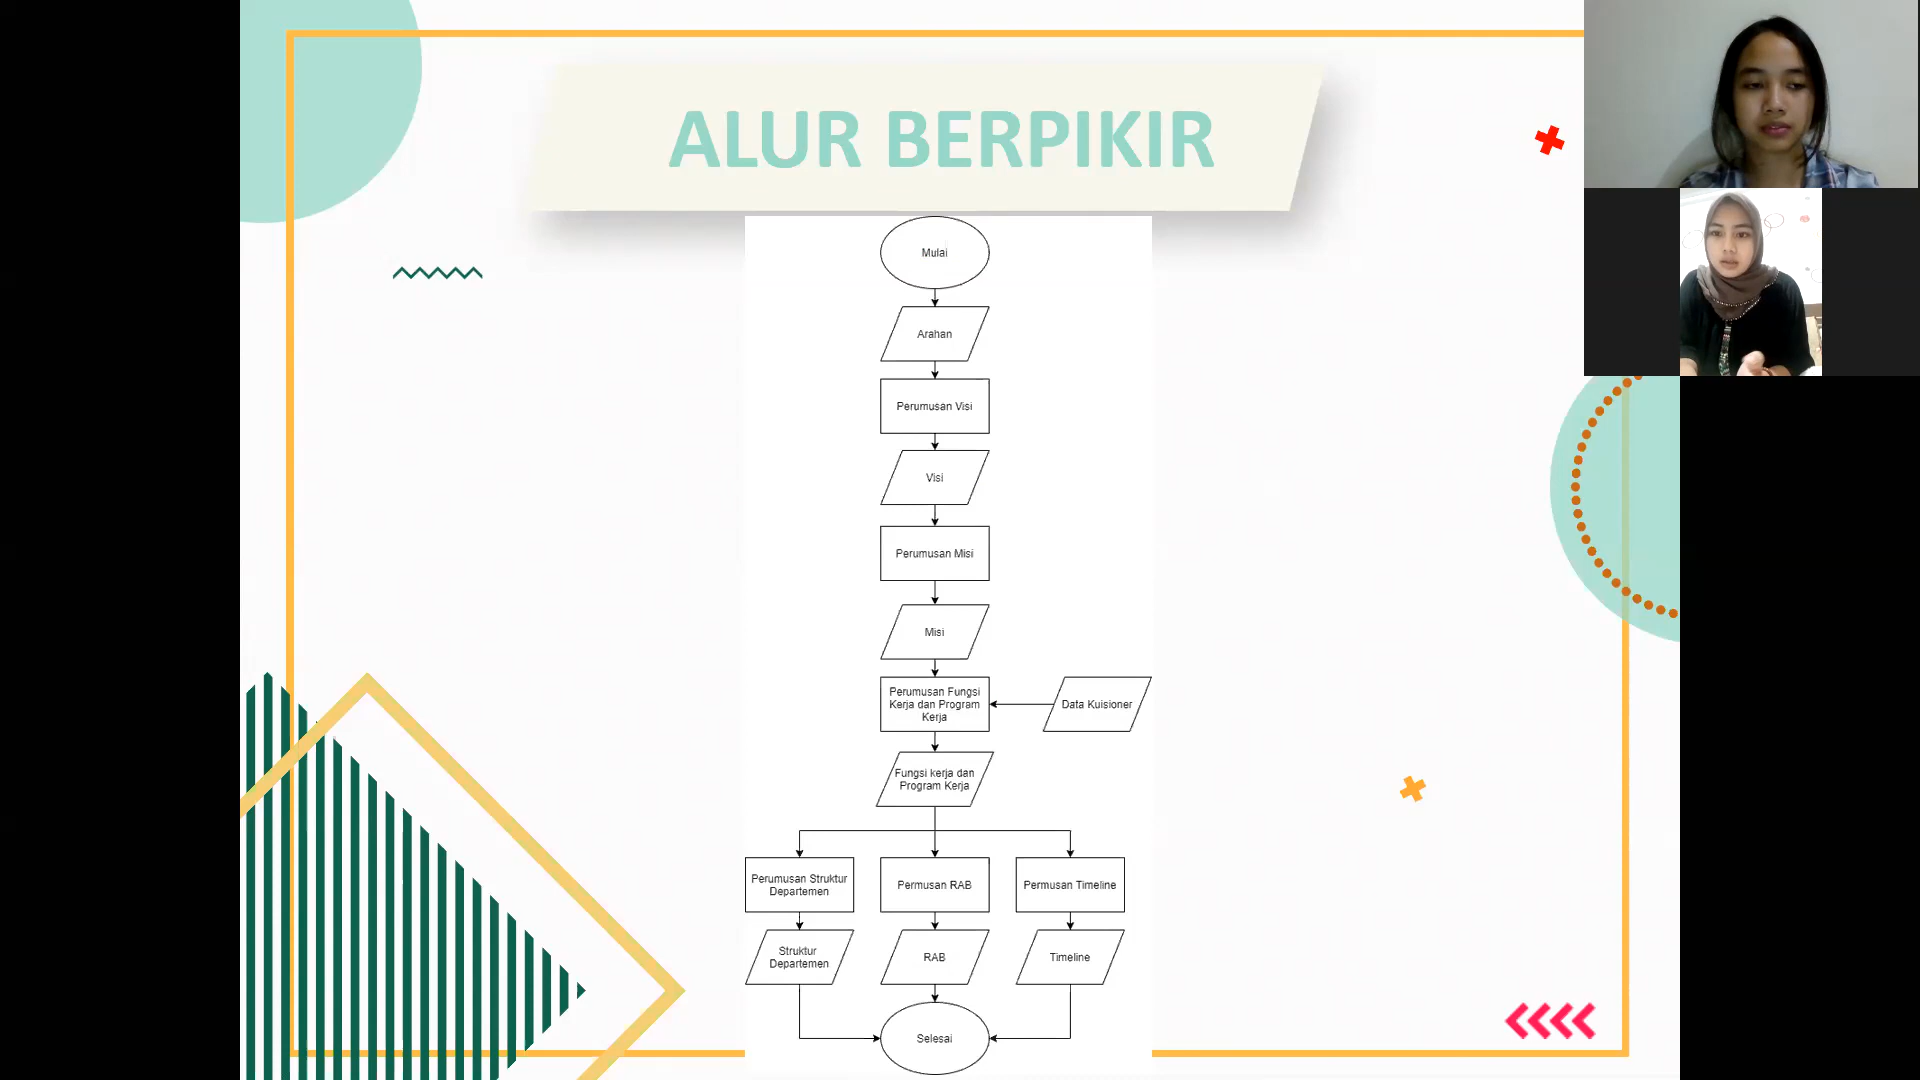 ALUR BERPIKIR
Mulai
Arahan
Perumusan Visi
Visi
Perumusan Misi
Misi
Perumusan Fungsi
Kerja dan Program
Kerja
Data Kuisioner
Fungsi kerja dan
Program Kerja
Perumusan Struktur
Departemen
Permusan RAB
Permusan Timeline
Struktur
Departemen
RAB
Timeline
Selesai